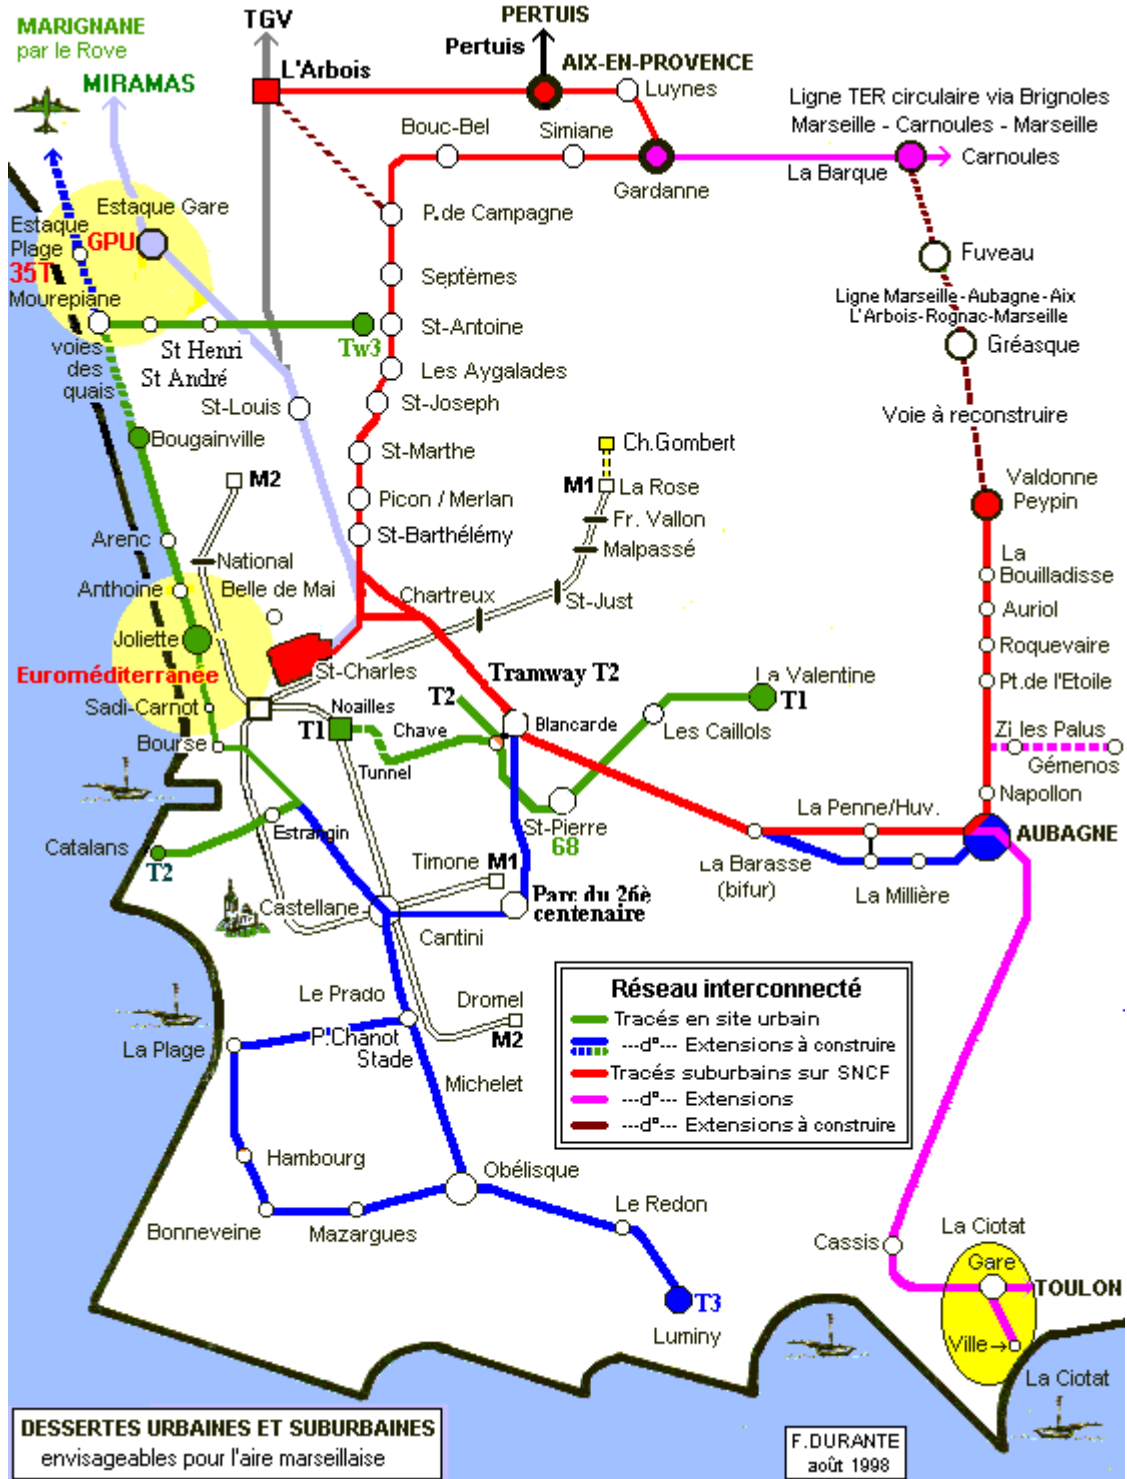 MARIGNANE
par le Rove
MIRAMAS
TGV
L'Arbois
PERTUIS
Pertuis
AIX-EN-PROVENCE
Luynes
Bouc-Bel
Simiane
Gardanne
Ligne TER circulaire via Brignoles
Marseille - Carnoules - Marseille
La Barque
Carnoules
P.de Campagne
Estaque Gare
Estaque
Plage
GPU
35T
Mourepiane
Septèmes
St-Antoine
Tw3
St Henri
St André
voies
des
quais
Les Aygalades
St-Joseph
St-Louis
Fuveau
Ligne Marseille-Aubagne-Aix
L'Arbois-Rognac-Marseille
Gréasque
Voie à reconstruire
Bougainville
St-Marthe
M2
Picon / Merlan
St-Barthélémy
Ch.Gombert
M1
La Rose
Fr. Vallon
Malpassé
St-Just
Chartreux
Valdonne
Peypin
La
Bouilladisse
Auriol
Roquevaire
Pt.de l'Etoile
Zi les Palus
Gémenos
Napollon
Arenc
National
Anthoine
Belle de Mai
Joliette
Euroméditerranée
St-Charles
Tramway T2
Sadi-Carnot
Noailles
T2
T1
Chave
Blancarde
La Valentine
T1
Les Caillols
Bourse
Tunnel
Estrangin
St-Pierre
68
La Penne/Huv.
AUBAGNE
Catalans
T2
Timone
M1
La Barasse
(bifur)
La Millière
Castellane
Parc du 26è
centenaire
Cantini
Le Prado
Dromel
M2
P.Chanot
Stade
La Plage
Michelet
Réseau interconnecté
Tracés en site urbain
---d°--- Extensions à construire
Tracés suburbains sur SNCF
---d°--- Extensions
---d°--- Extensions à construire
Hambourg
Obélisque
Bonneveine
Mazargues
Le Redon
T3
Luminy
Cassis
La Ciotat
Gare
TOULON
Ville→
La Ciotat
DESSERTES URBAINES ET SUBURBAINES
envisageables pour l'aire marseillaise
F.DURANTE
août 1998